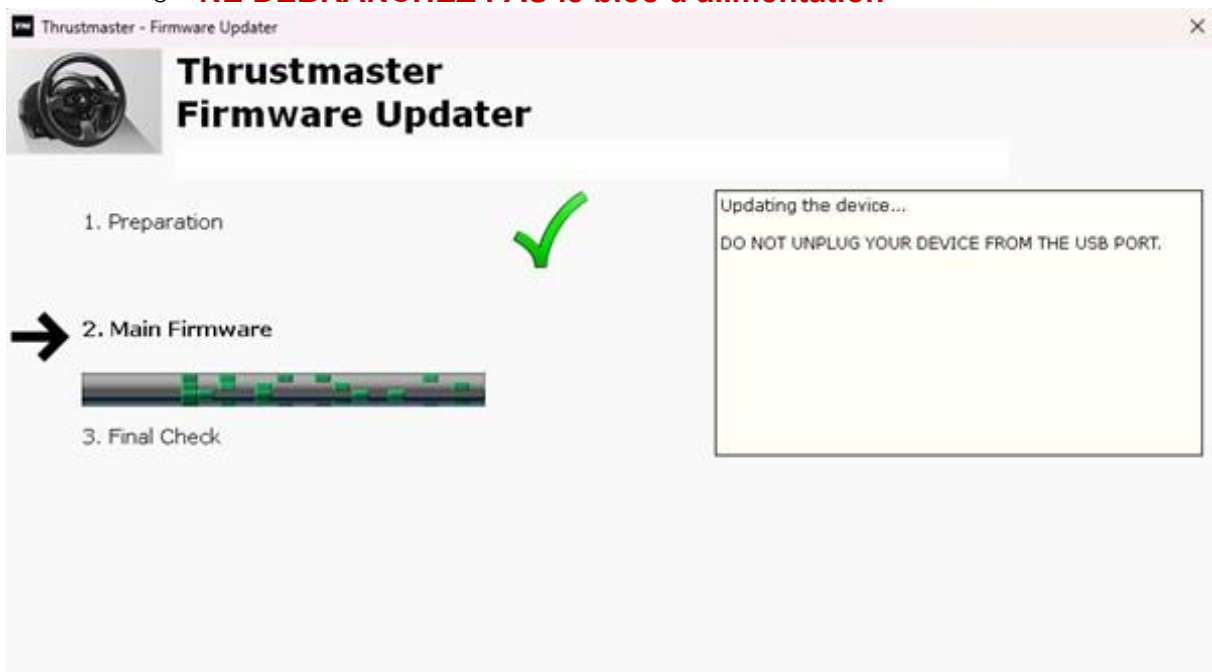 NE DEBRANCHEZ PAS le bloc d'alimentation
Thrustmaster - Firmware Updater
Thrustmaster
Firmware Updater
1. Preparation
2. Main Firmware
3. Final Check
Updating the device...
DO NOT UNPLUG YOUR DEVICE FROM THE USB PORT.